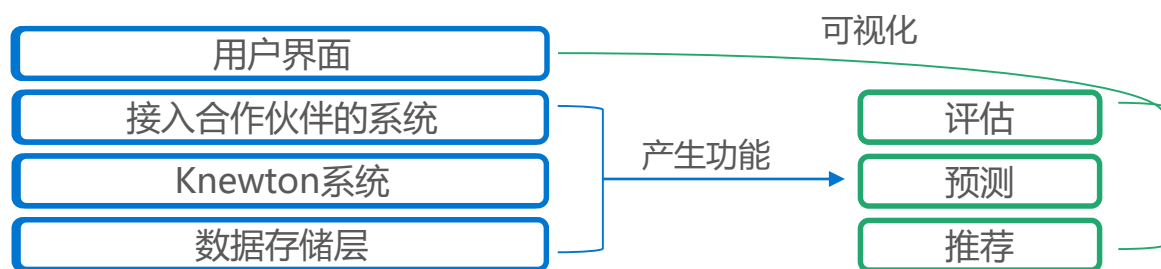 可视化
用户界面
接入合作伙伴的系统
评估
产生功能
Knewton系统
预测
数据存储层
推荐